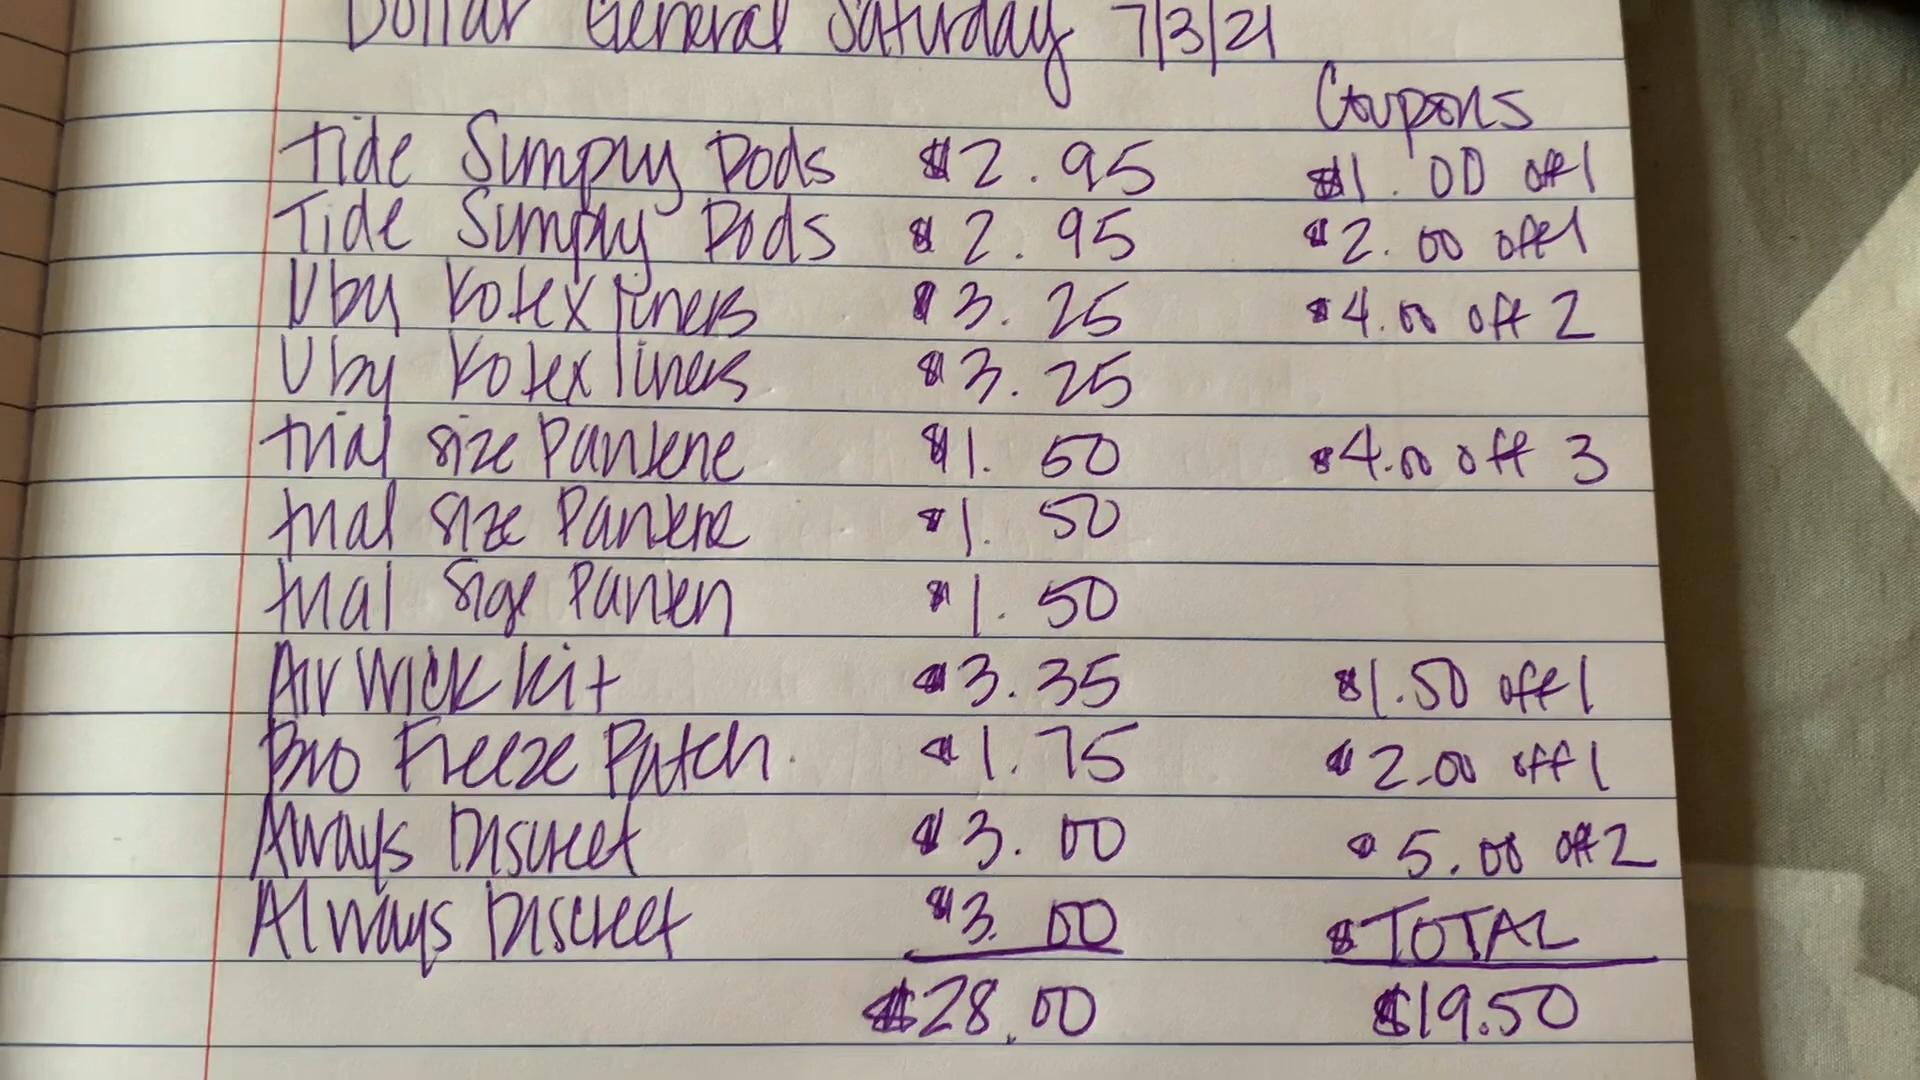 Dollar General Saturday 7/3/21
Coupons
Tide Simply Pods $2.95 $1.00 off 1
Tide Simply Pods $2.95 $2.00 off 1
U by Kotex liners $3.25 $4.00 off 2
U by Kotex liners $3.25
trial size Pantene $1.50 $4.00 off 3
trial size Pantene $1.50
trial size Panten $1.50
Air Wick Kit $3.35 $1.50 off 1
Bio Freeze Patch. $1.75 $2.00 off 1
Always Discreet $3.00 $5.00 off 2
Always Discreet $3.00 $TOTAL
$28.00 $19.50